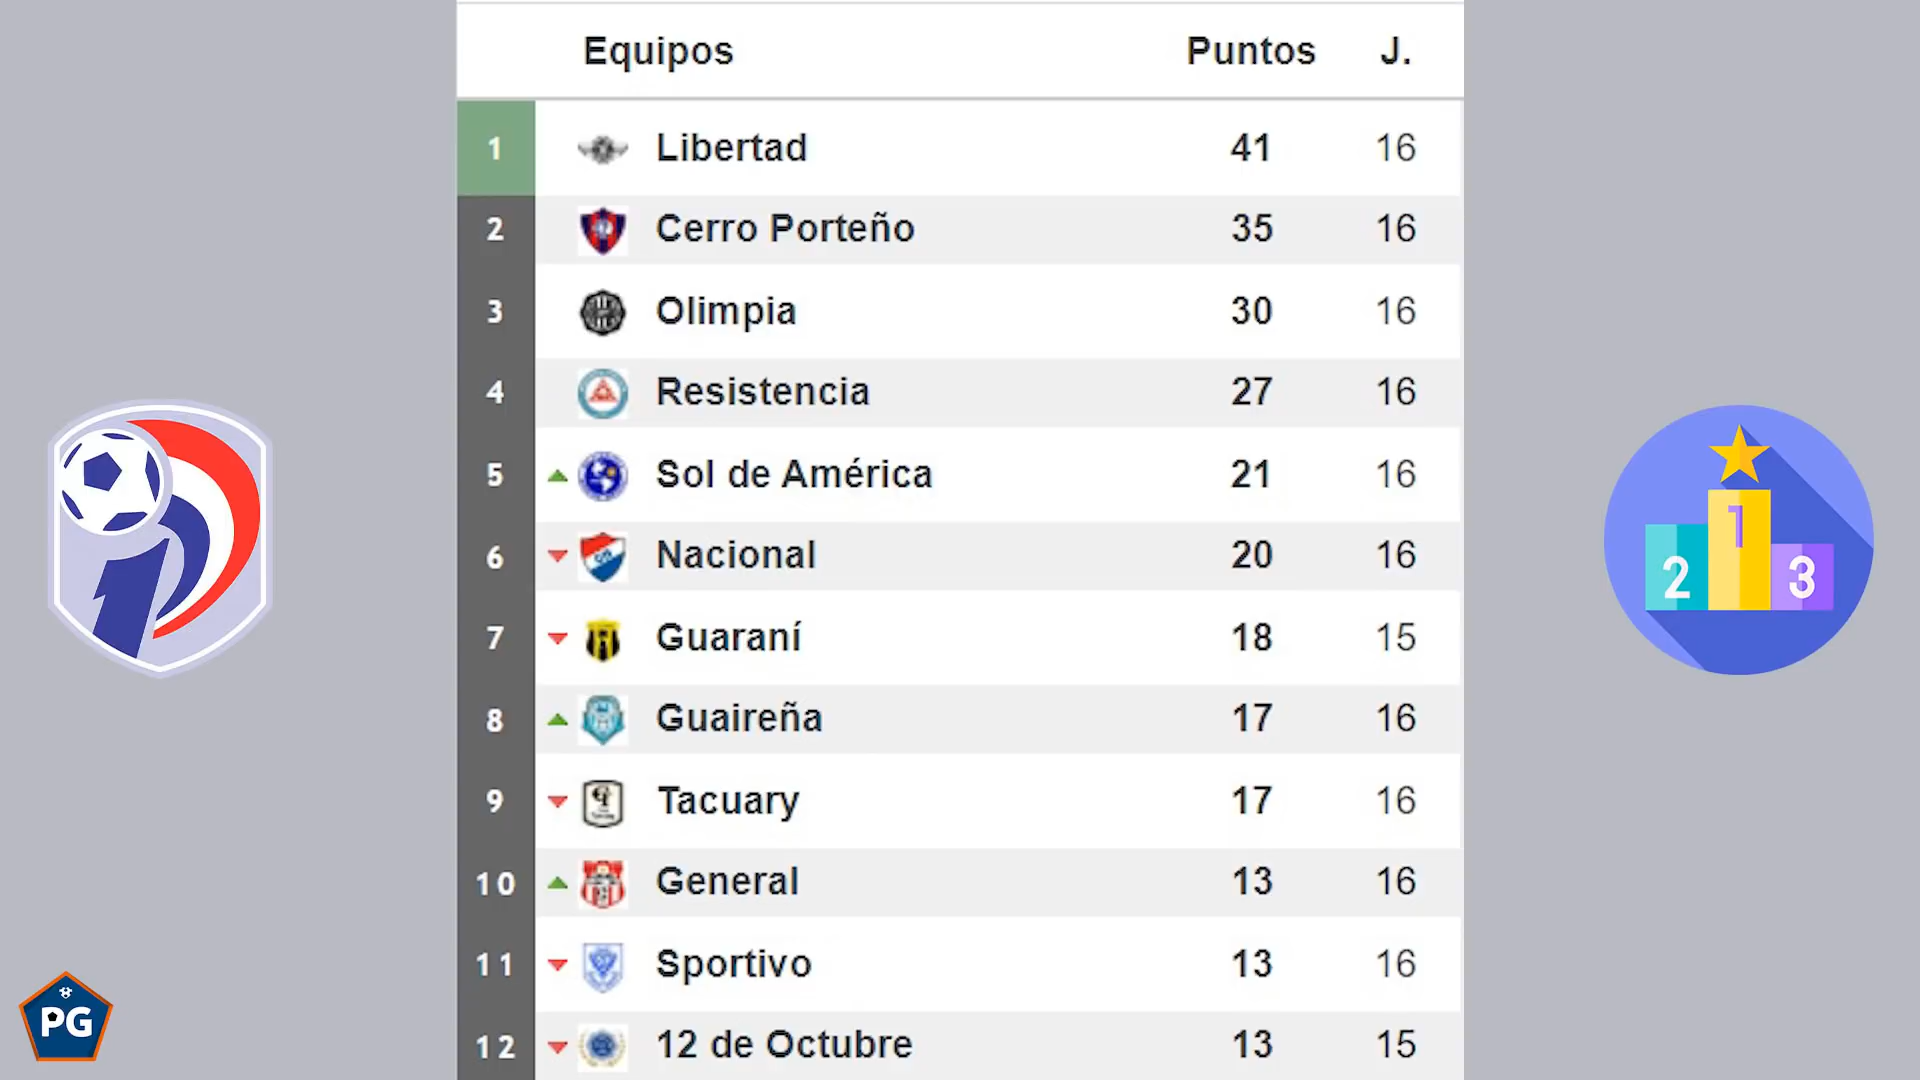 Equipos Puntos J.
1 Libertad 41 16
2 Cerro Porteño 35 16
3 Olimpia 30 16
4 Resistencia 27 16
5 Sol de América 21 16
6 Nacional 20 16
7 Guaraní 18 15
8 Guaireña 17 16
9 Tacuary 17 16
10 General 13 16
11 Sportivo 13 16
12 12 de Octubre 13 15
1
2 3
PG